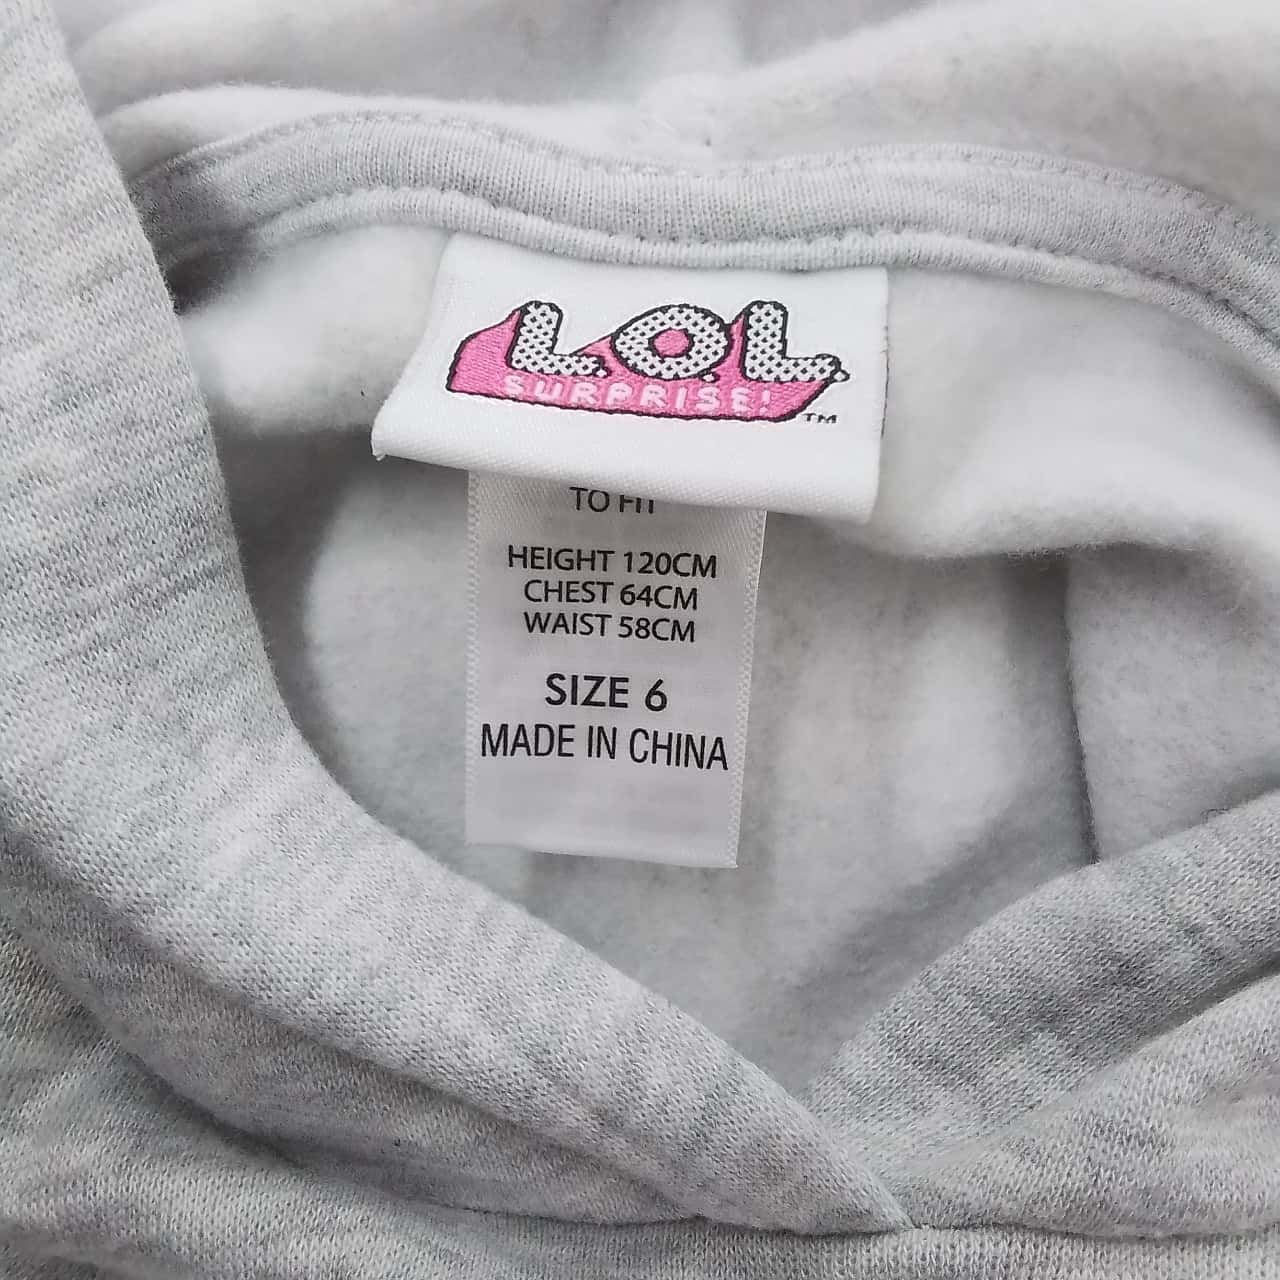 L.O.L.
SURPRISE!
TM
TO FIT
HEIGHT 120CM
CHEST 64CM
WAIST 58CM
SIZE 6
MADE IN CHINA